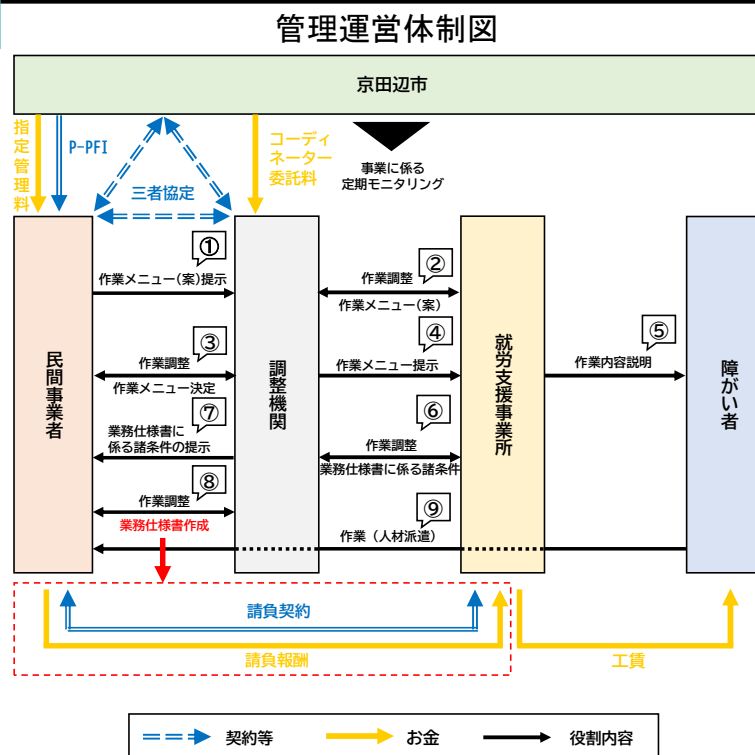 管理運営体制図
京田辺市
指定管理料
P-PFI
三者協定
コーディ
ネーター
委託料
事業に係る
定期モニタリング
①
作業メニュー(案)提示
②
作業調整
作業メニュー(案)
③
作業調整
作業メニュー決定
④
作業メニュー提示
⑤
作業内容説明
民間事業者
調整機関
就労支援事業所
障がい者
⑦
業務仕様書に
係る諸条件の提示
⑥
作業調整
業務仕様書に係る諸条件
⑧
作業調整
業務仕様書作成
⑨
作業（人材派遣）
請負契約
請負報酬
工賃
契約等
お金
役割内容